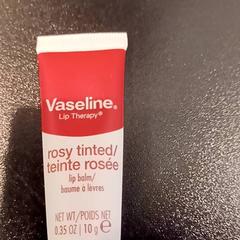 Vaseline®
Lip Therapy®
rosy tinted/
teinte rosée
lip balm/
baume à lèvres
NET WT/POIDS NET
0.35 OZ | 10 g ℮